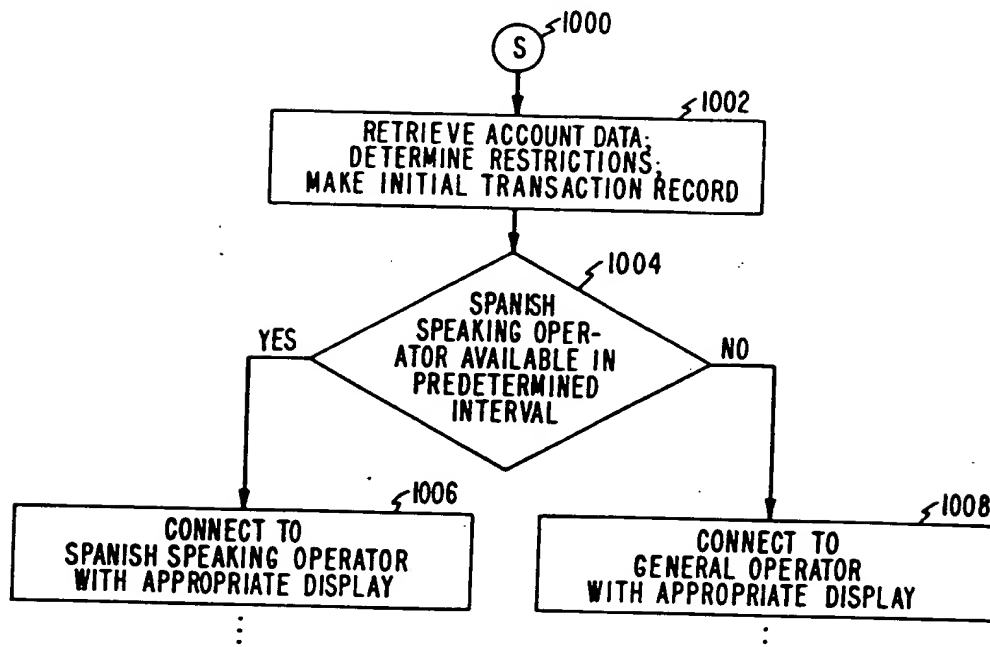 1000
S
1002
RETRIEVE ACCOUNT DATA;
DETERMINE RESTRICTIONS;
MAKE INITIAL TRANSACTION RECORD
1004
SPANISH
SPEAKING OPER-
ATOR AVAILABLE IN
PREDETERMINED
INTERVAL
YES
NO
1006
CONNECT TO
SPANISH SPEAKING OPERATOR
WITH APPROPRIATE DISPLAY
1008
CONNECT TO
GENERAL OPERATOR
WITH APPROPRIATE DISPLAY